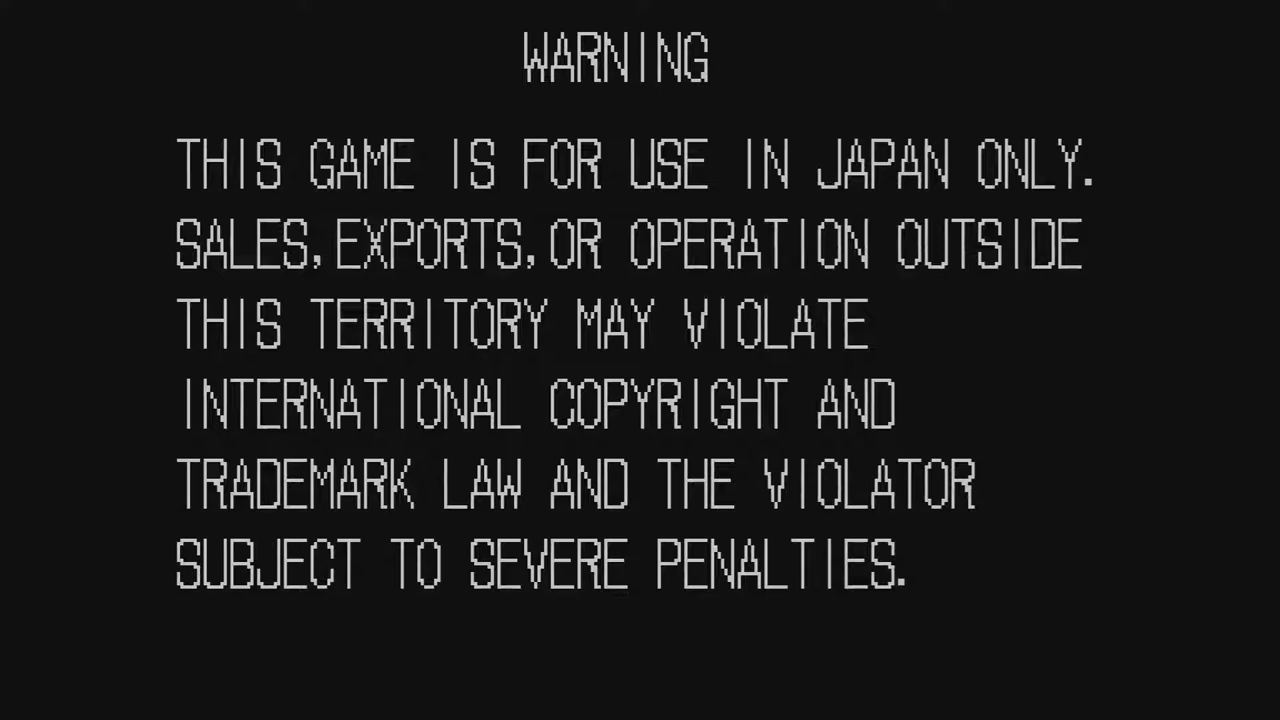 WARNING
THIS GAME IS FOR USE IN JAPAN ONLY.
SALES,EXPORTS,OR OPERATION OUTSIDE
THIS TERRITORY MAY VIOLATE
INTERNATIONAL COPYRIGHT AND
TRADEMARK LAW AND THE VIOLATOR
SUBJECT TO SEVERE PENALTIES.